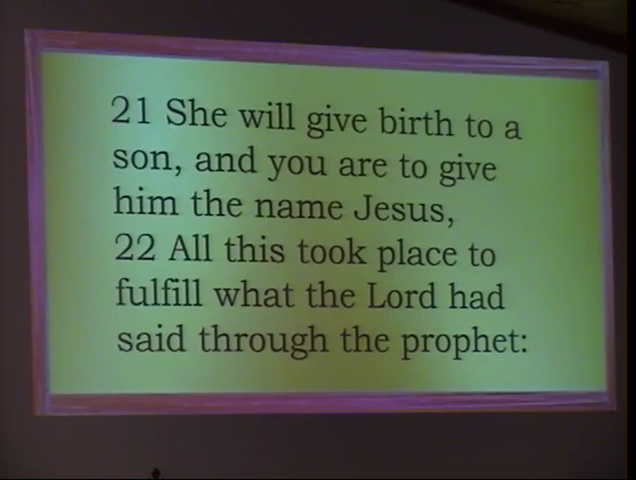 21 She will give birth to a
son, and you are to give
him the name Jesus,
22 All this took place to
fulfill what the Lord had
said through the prophet: